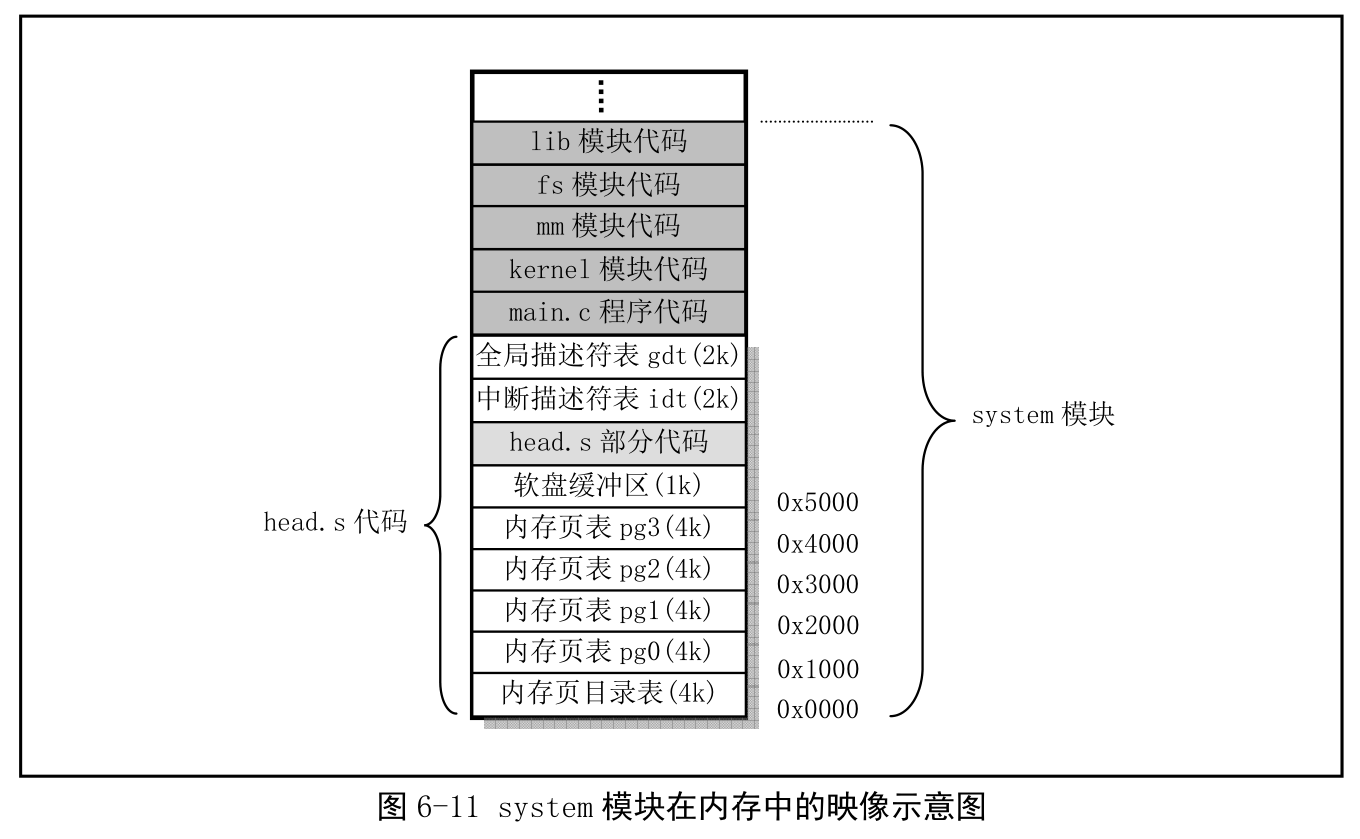 lib 模块代码
fs 模块代码
mm 模块代码
kernel 模块代码
main.c 程序代码
全局描述符表 gdt(2k)
中断描述符表 idt(2k)
head.s 部分代码
软盘缓冲区(1k)
内存页表 pg3(4k)
内存页表 pg2(4k)
内存页表 pg1(4k)
内存页表 pg0(4k)
内存页目录表(4k)
head.s 代码
0x5000
0x4000
0x3000
0x2000
0x1000
0x0000
system 模块
图 6-11 system 模块在内存中的映像示意图